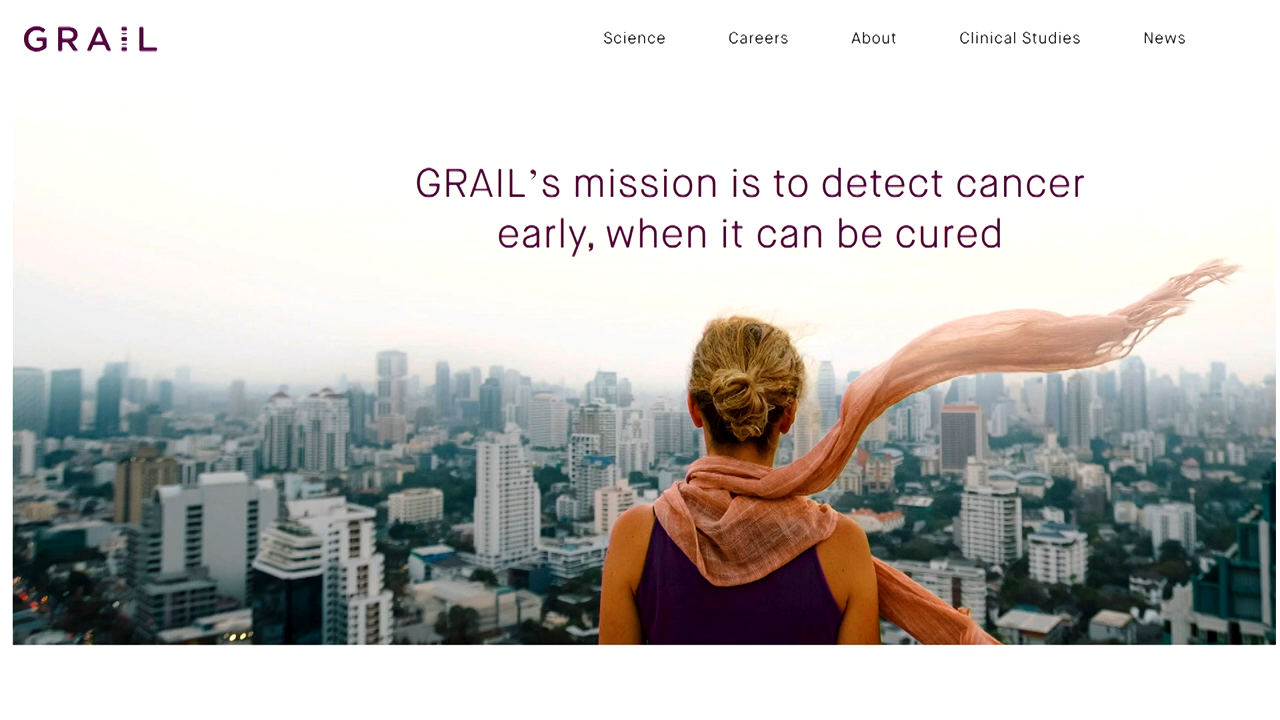 GRAIL
Science Careers About Clinical Studies News
GRAIL’s mission is to detect cancer
early, when it can be cured